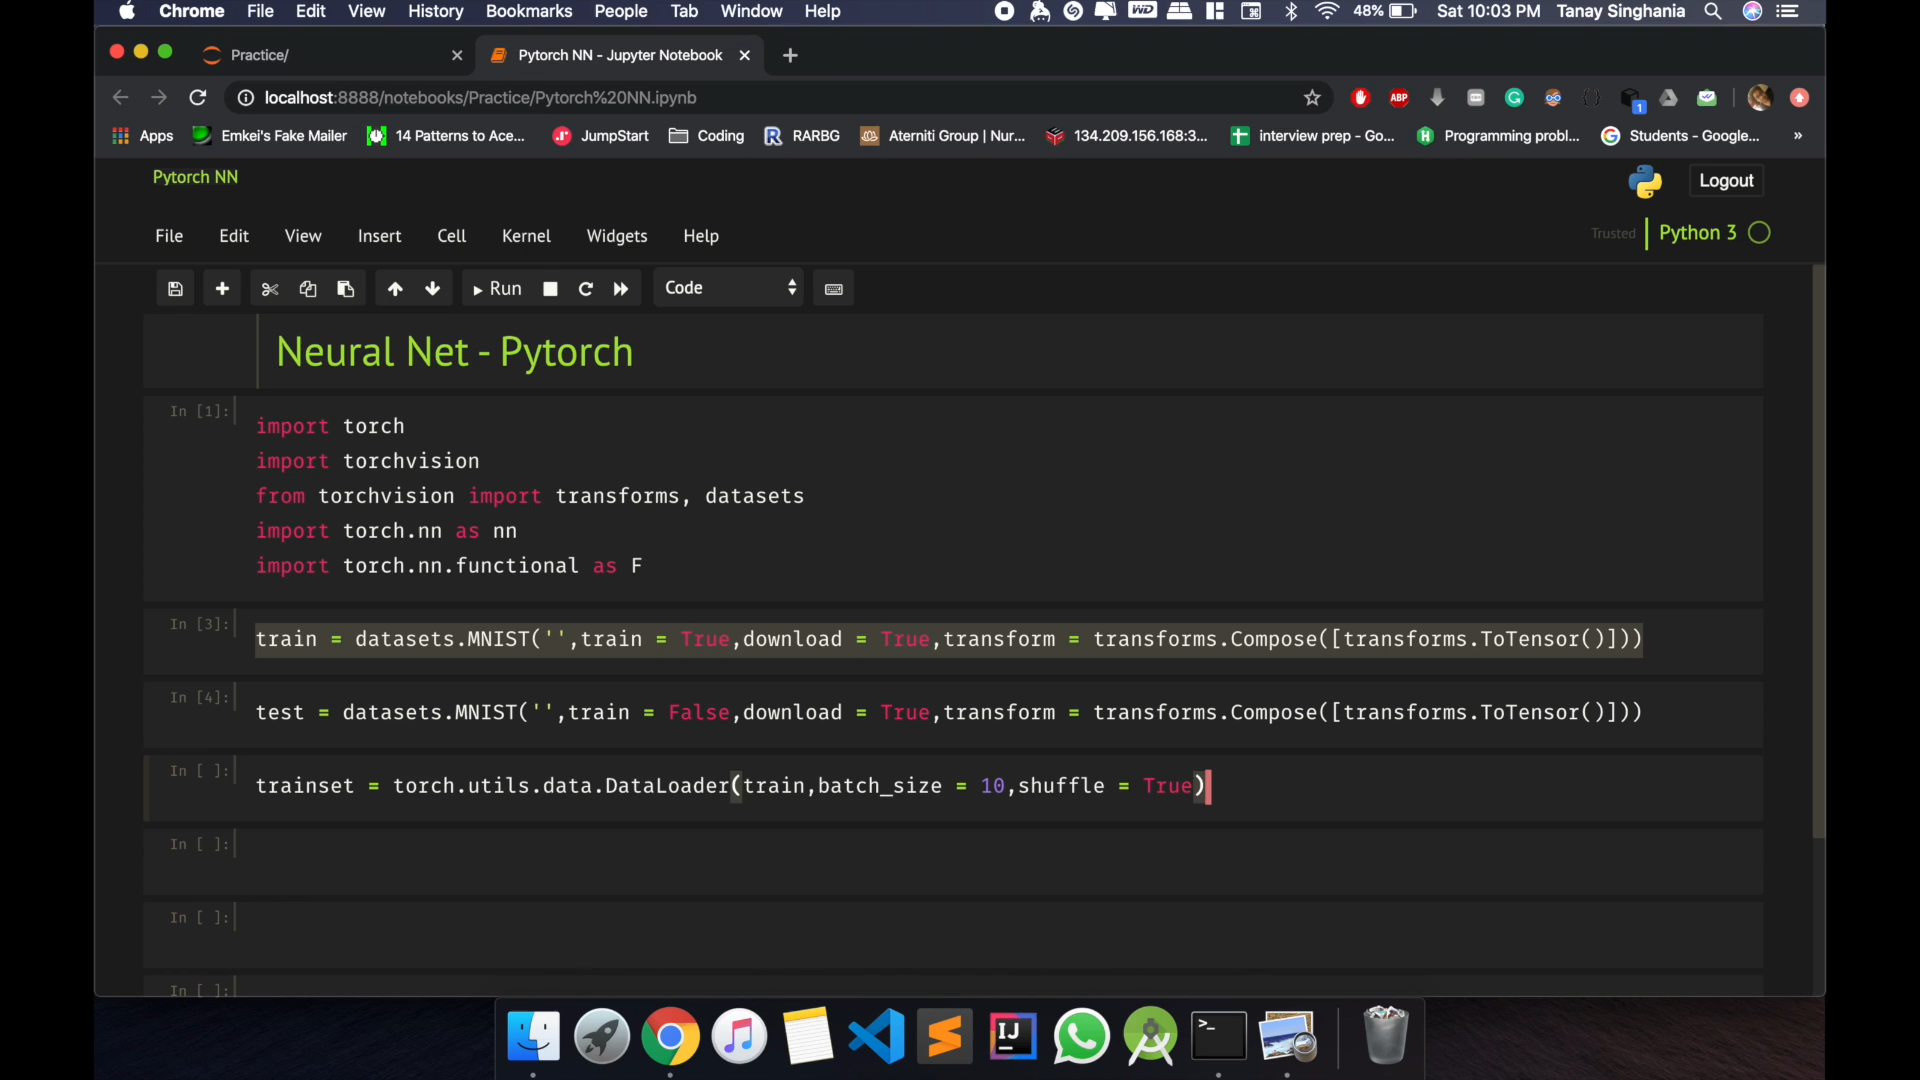 Chrome File Edit View History Bookmarks People Tab Window Help 48% Sat 10:03 PM Tanay Singhania
Practice/ Pytorch NN - Jupyter Notebook
localhost:8888/notebooks/Practice/Pytorch%20NN.ipynb ABP 1
Apps Emkei's Fake Mailer 14 Patterns to Ace... JumpStart Coding RARBG Aterniti Group | Nur... 134.209.156.168:3... interview prep - Go... Programming probl... Students - Google... »
Pytorch NN Logout
File Edit View Insert Cell Kernel Widgets Help Trusted Python 3
Run Code
Neural Net - Pytorch
In [1]:
import torch
import torchvision
from torchvision import transforms, datasets
import torch.nn as nn
import torch.nn.functional as F
In [3]:
train = datasets.MNIST('',train = True,download = True,transform = transforms.Compose([transforms.ToTensor()]))
In [4]:
test = datasets.MNIST('',train = False,download = True,transform = transforms.Compose([transforms.ToTensor()]))
In [ ]:
trainset = torch.utils.data.DataLoader(train,batch_size = 10,shuffle = True)
In [ ]:
In [ ]:
In [ ]:
IJ >_